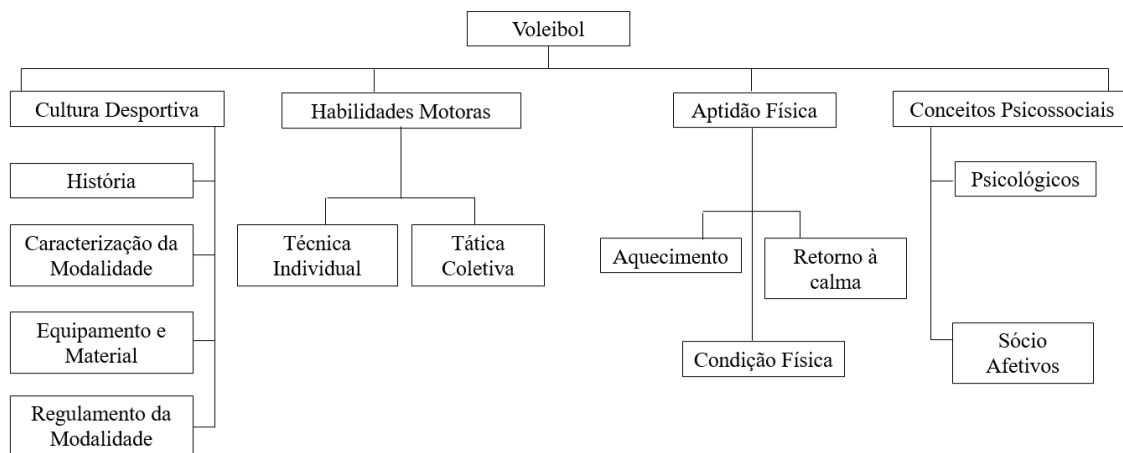 Voleibol
Cultura Desportiva
Habilidades Motoras
Aptidão Física
Conceitos Psicossociais
História
Psicológicos
Caracterização da
Modalidade
Técnica
Individual
Tática
Coletiva
Aquecimento
Retorno à
calma
Equipamento e
Material
Condição Física
Sócio
Afetivos
Regulamento da
Modalidade